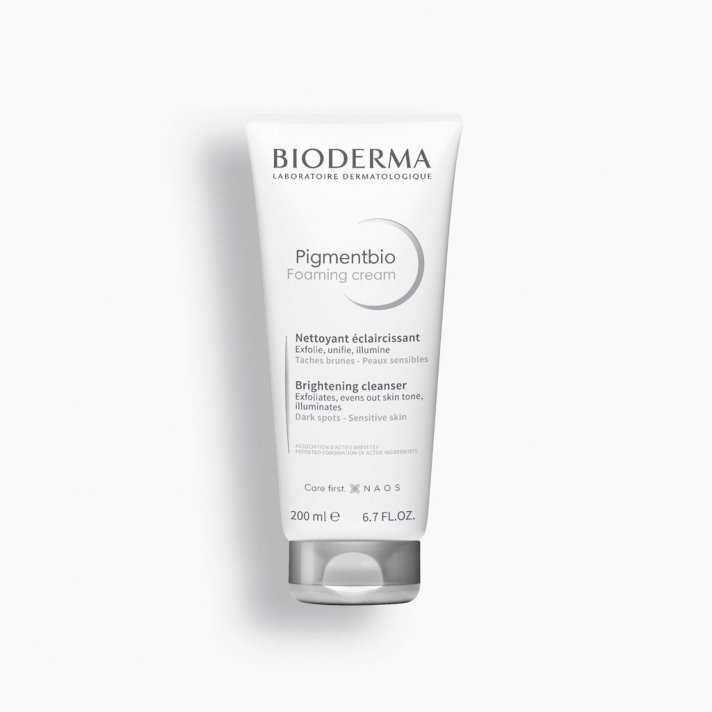 BIODERMA
LABORATOIRE DERMATOLOGIQUE
Pigmentbio
Foaming cream
Nettoyant éclaircissant
Exfolie, unifie, illumine
Taches brunes - Peaux sensibles
Brightening cleanser
Exfoliates, evens out skin tone,
illuminates
Dark spots - Sensitive skin
ASSOCIATION D'ACTIFS BREVETÉE
PATENTED COMBINATION OF ACTIVE INGREDIENTS
Care first. NAOS
200 ml ℮ 6.7 FL.OZ.